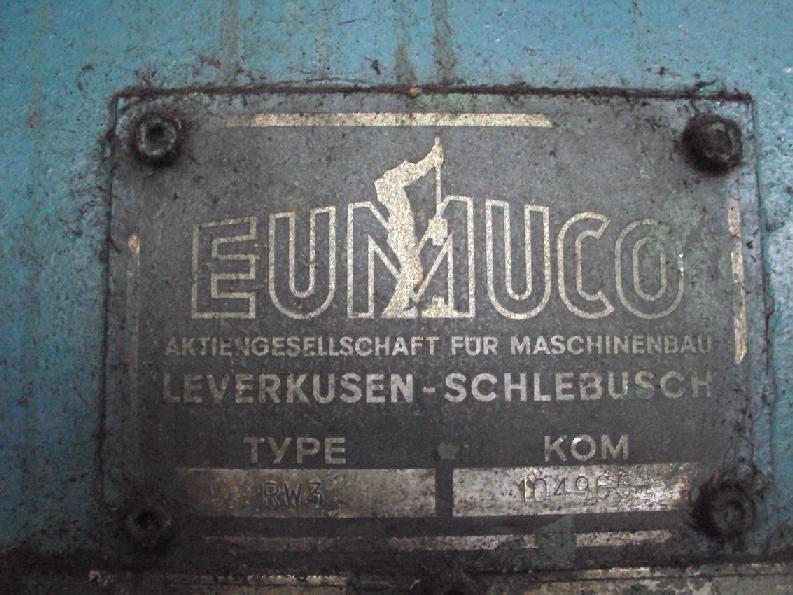 EUMUCO
AKTIENGESELLSCHAFT FÜR MASCHINENBAU
LEVERKUSEN-SCHLEBUSCH
TYPE KOM
RW3